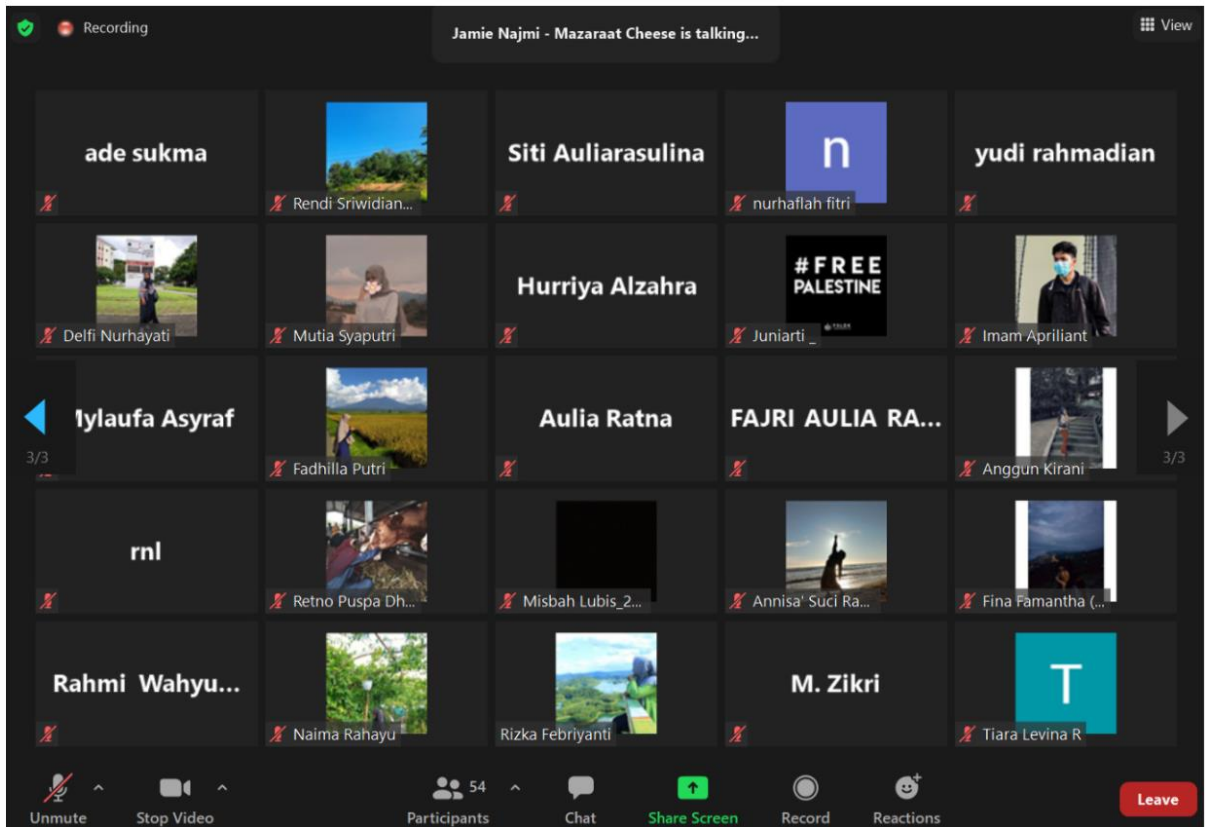 Recording
Jamie Najmi - Mazaraat Cheese is talking...
View
ade sukma
Rendi Sriwidian...
Siti Auliarasulina
n
nurhaflah fitri
yudi rahmadian
Delfi Nurhayati
Mutia Syaputri
Hurriya Alzahra
#FREE
PALESTINE
Juniarti _
Imam Apriliant
ylaufa Asyraf
3/3
Fadhilla Putri
Aulia Ratna
FAJRI AULIA RA...
Anggun Kirani
3/3
rnl
Retno Puspa Dh...
Misbah Lubis_2...
Annisa' Suci Ra...
Fina Famantha (...
Rahmi Wahyu...
Naima Rahayu
Rizka Febriyanti
M. Zikri
T
Tiara Levina R
54
Unmute
Stop Video
Participants
Chat
Share Screen
Record
Reactions
Leave